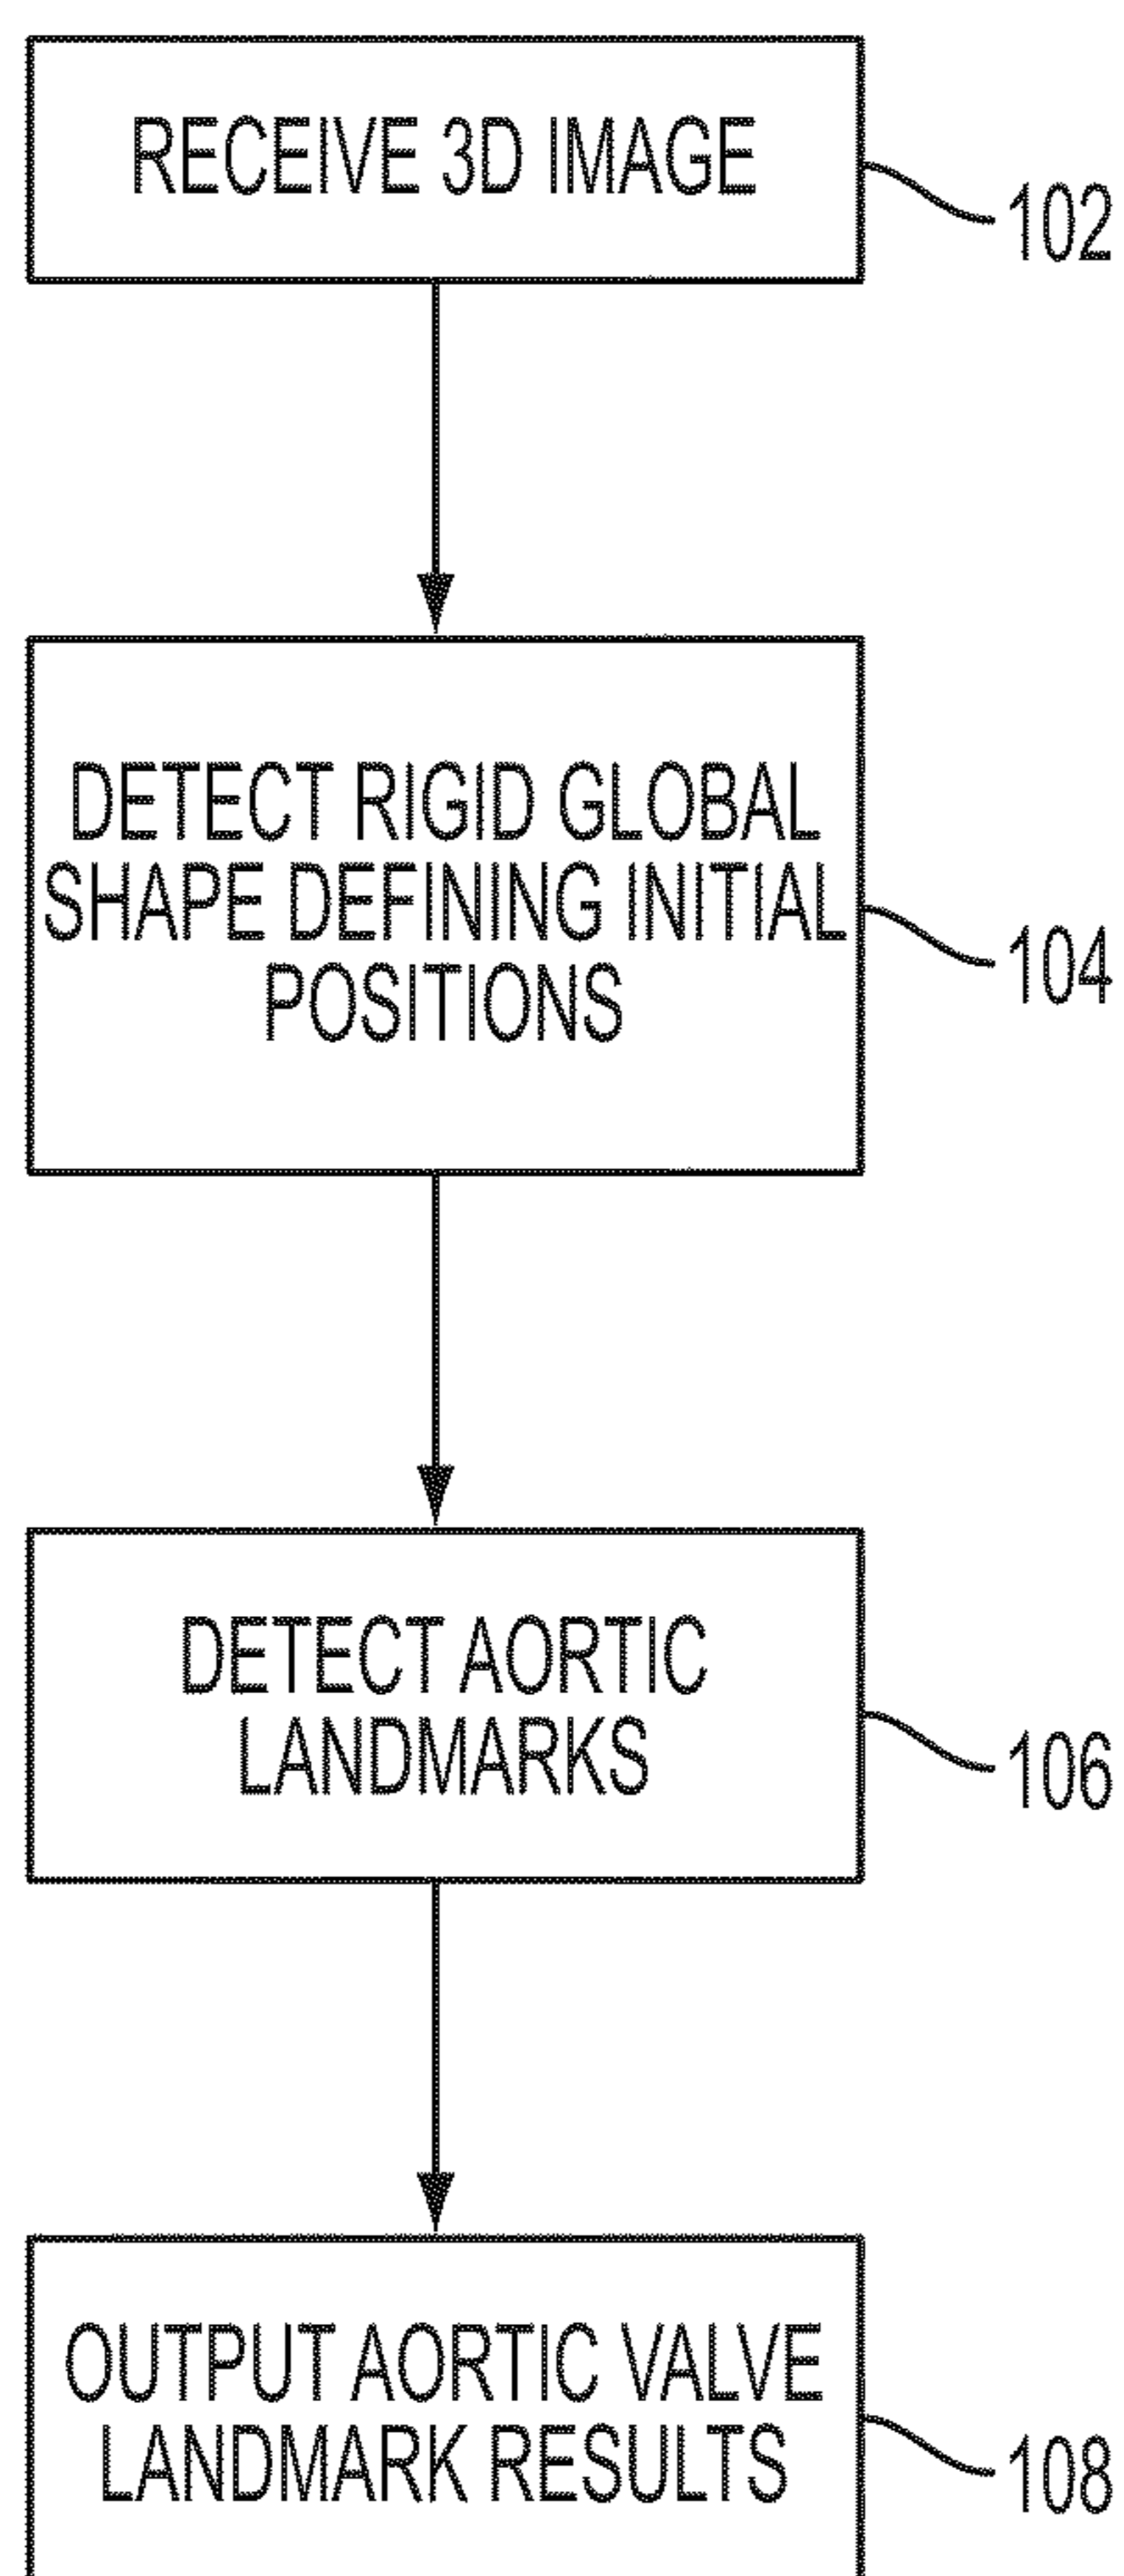 RECEIVE 3D IMAGE
102
DETECT RIGID GLOBAL
SHAPE DEFINING INITIAL
POSITIONS
104
DETECT AORTIC
LANDMARKS
106
OUTPUT AORTIC VALVE
LANDMARK RESULTS
108